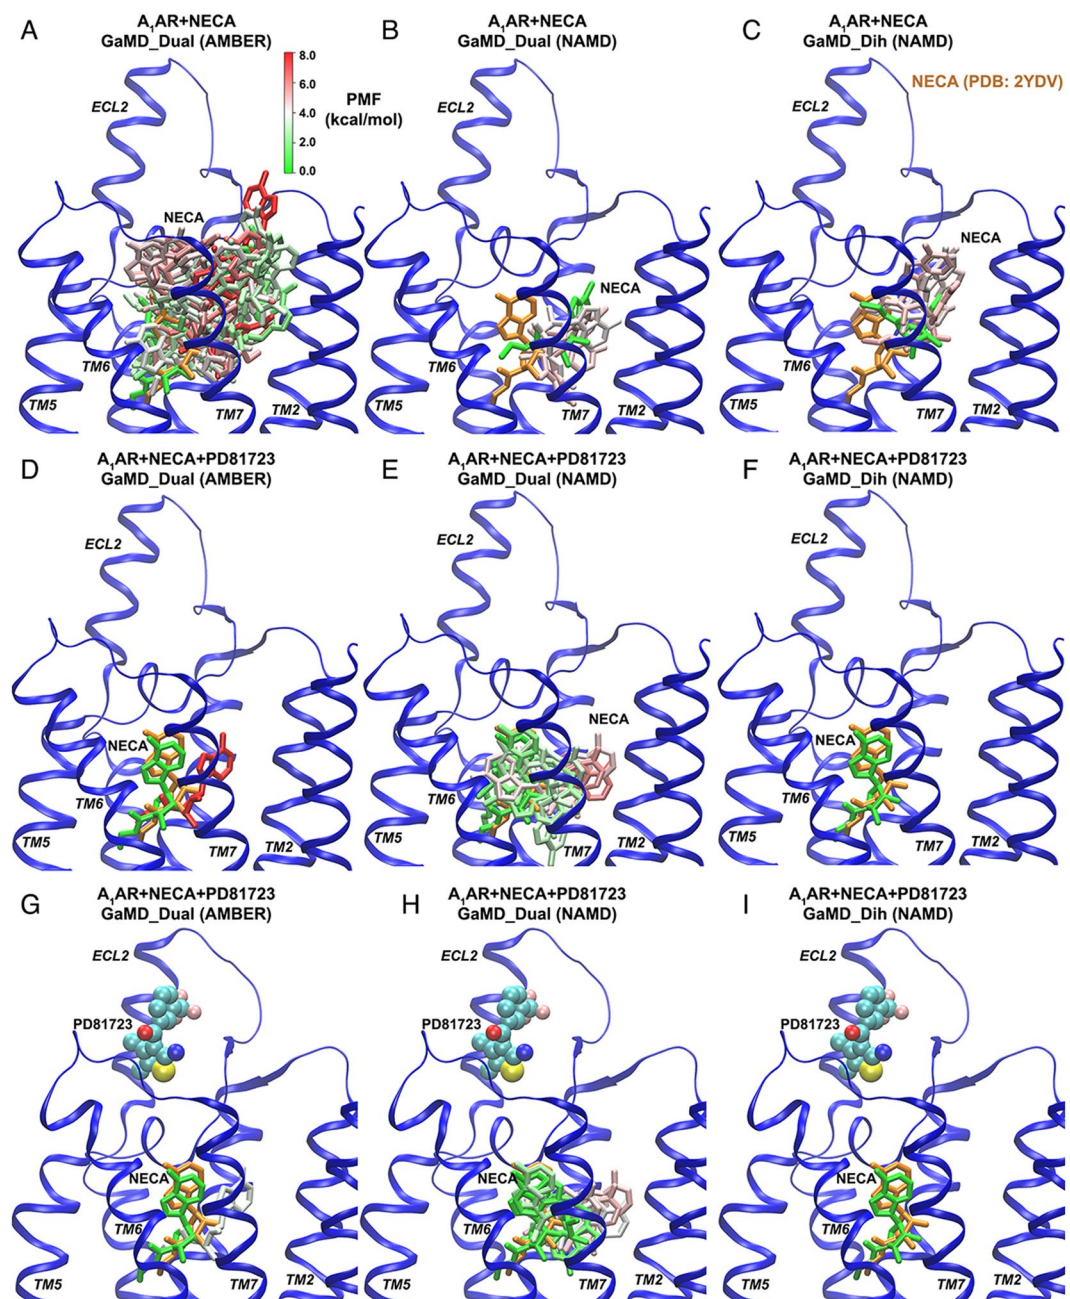 A
A₁AR+NECA
GaMD_Dual (AMBER)
ECL2
8.0
6.0
4.0
2.0
0.0
PMF
(kcal/mol)
NECA
TM6
TM5
TM7
TM2
B
A₁AR+NECA
GaMD_Dual (NAMD)
ECL2
NECA
TM6
TM5
TM7
TM2
C
A₁AR+NECA
GaMD_Dih (NAMD)
NECA (PDB: 2YDV)
ECL2
NECA
TM6
TM5
TM7
TM2
D
A₁AR+NECA+PD81723
GaMD_Dual (AMBER)
ECL2
NECA
TM6
TM5
TM7
TM2
E
A₁AR+NECA+PD81723
GaMD_Dual (NAMD)
ECL2
NECA
TM6
TM5
TM7
TM2
F
A₁AR+NECA+PD81723
GaMD_Dih (NAMD)
ECL2
NECA
TM6
TM5
TM7
TM2
G
A₁AR+NECA+PD81723
GaMD_Dual (AMBER)
ECL2
PD81723
NECA
TM6
TM5
TM7
TM2
H
A₁AR+NECA+PD81723
GaMD_Dual (NAMD)
ECL2
PD81723
NECA
TM6
TM5
TM7
TM2
I
A₁AR+NECA+PD81723
GaMD_Dih (NAMD)
ECL2
PD81723
NECA
TM6
TM5
TM7
TM2